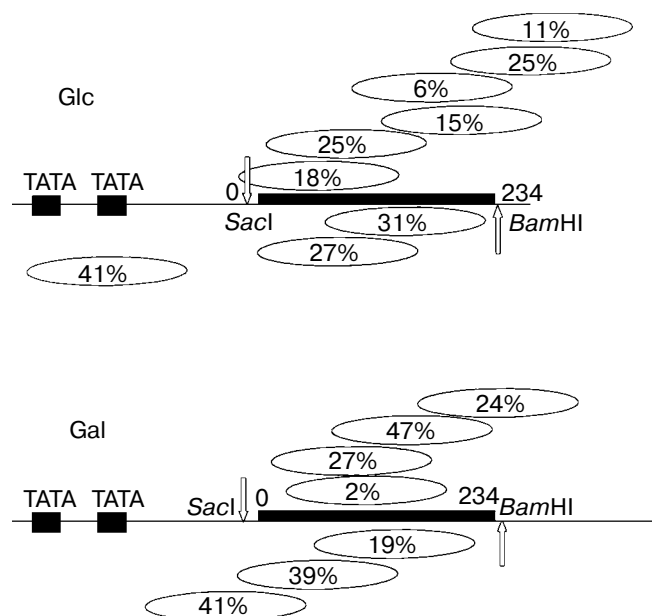 11%
25%
Glc
6%
15%
25%
TATA TATA
0
18%
234
SacI
31%
BamHI
27%
41%
24%
Gal
47%
27%
TATA TATA
SacI
0
2%
234
BamHI
19%
39%
41%